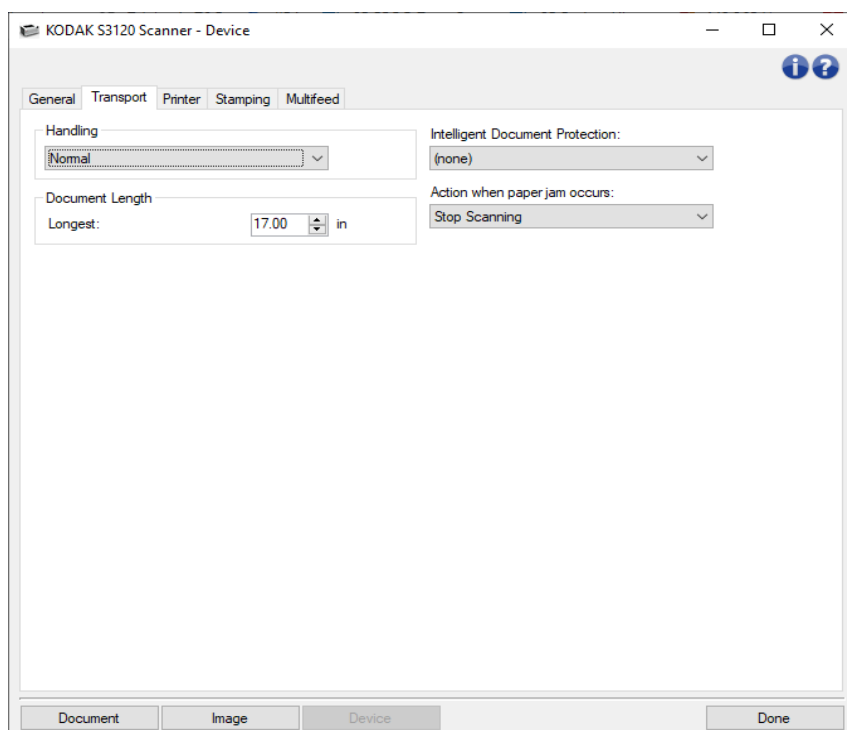 KODAK S3120 Scanner - Device
General Transport Printer Stamping Multifeed
Handling
Normal
Document Length
Longest: 17.00 in
Intelligent Document Protection:
(none)
Action when paper jam occurs:
Stop Scanning
Document Image Device Done